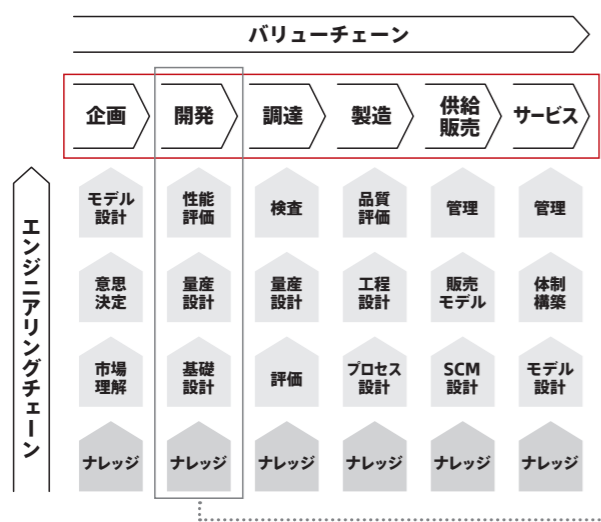 バリューチェーン
企画
開発
調達
製造
供給
販売
サービス
エンジニアリングチェーン
モデル
設計
性能
評価
検査
品質
評価
管理
管理
意思
決定
量産
設計
量産
設計
工程
設計
販売
モデル
体制
構築
市場
理解
基礎
設計
評価
プロセス
設計
SCM
設計
モデル
設計
ナレッジ
ナレッジ
ナレッジ
ナレッジ
ナレッジ
ナレッジ